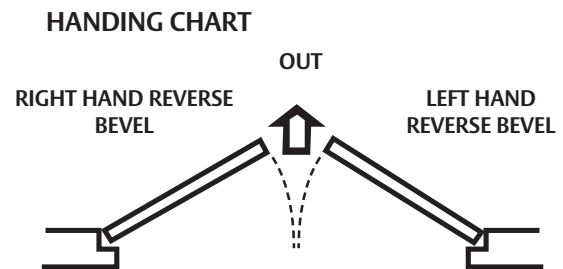 HANDING CHART
OUT
RIGHT HAND REVERSE
BEVEL
LEFT HAND
REVERSE BEVEL